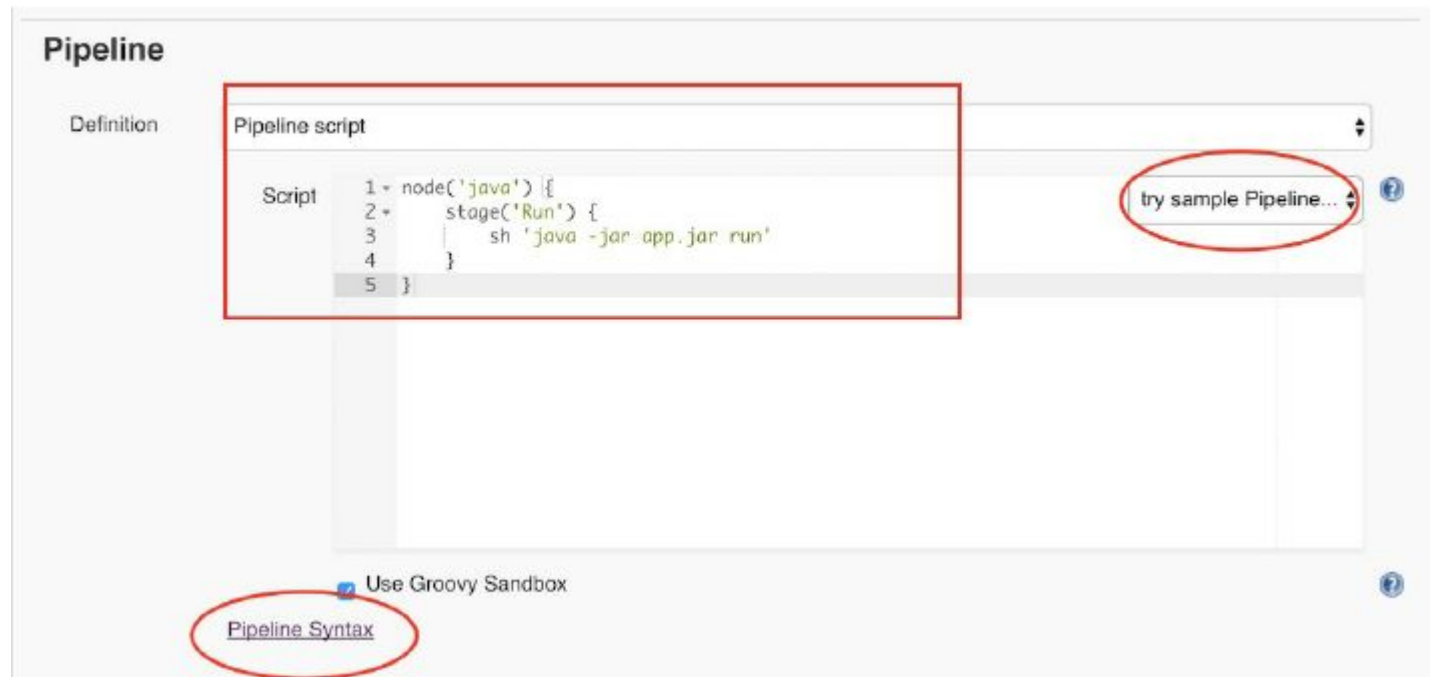 Pipeline
Definition
Pipeline script
Script
try sample Pipeline...
1 node('java') {
2     stage('Run') {
3         sh 'java -jar app.jar run'
4     }
5 }
Use Groovy Sandbox
Pipeline Syntax